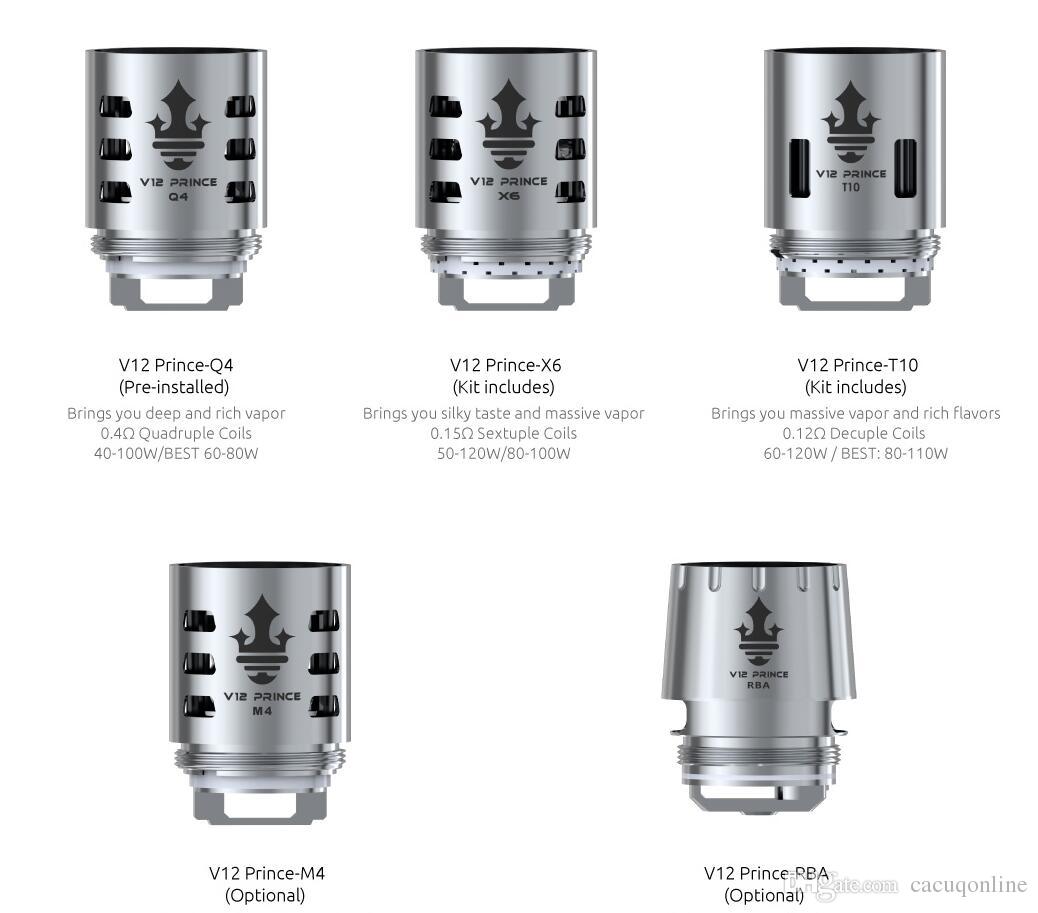 V12 PRINCE
Q4
V12 PRINCE
X6
V12 PRINCE
T10
V12 Prince-Q4
(Pre-installed)
Brings you deep and rich vapor
0.4Ω Quadruple Coils
40-100W/BEST 60-80W
V12 Prince-X6
(Kit includes)
Brings you silky taste and massive vapor
0.15Ω Sextuple Coils
50-120W/80-100W
V12 Prince-T10
(Kit includes)
Brings you massive vapor and rich flavors
0.12Ω Decuple Coils
60-120W / BEST: 80-110W
V12 PRINCE
M4
V12 PRINCE
RBA
V12 Prince-M4
(Optional)
V12 Prince-RBA
(Optional)
DHgate.com cacuqonline